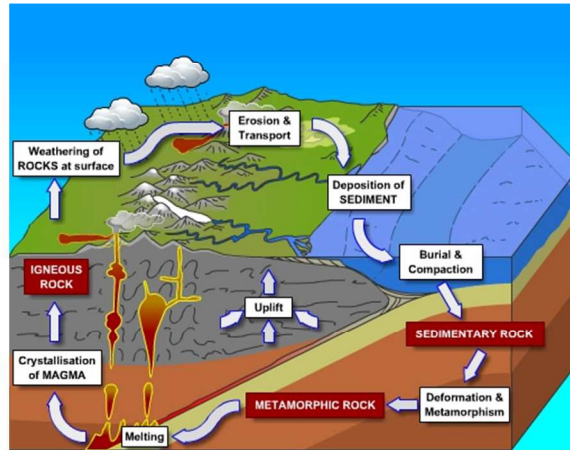 Erosion &
Transport
Weathering of
ROCKS at surface
Deposition of
SEDIMENT
Burial &
Compaction
IGNEOUS
ROCK
Uplift
SEDIMENTARY ROCK
Crystallisation
of MAGMA
Deformation &
Metamorphism
METAMORPHIC ROCK
Melting